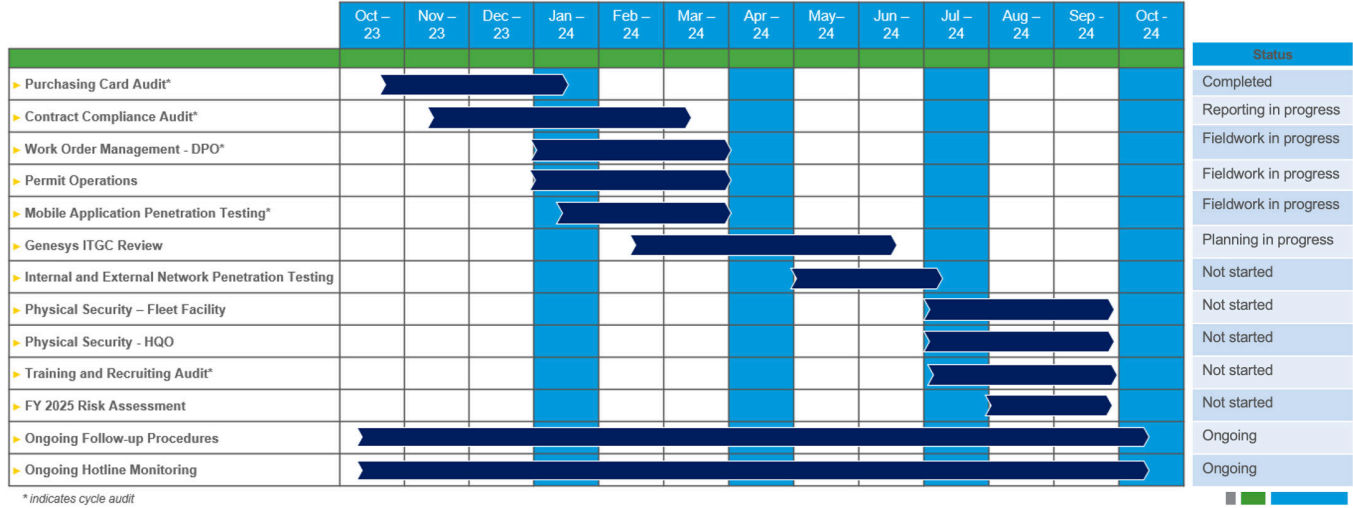 Oct – 23 Nov – 23 Dec – 23 Jan – 24 Feb – 24 Mar – 24 Apr – 24 May– 24 Jun – 24 Jul – 24 Aug – 24 Sep - 24 Oct - 24
Status
► Purchasing Card Audit* Completed
► Contract Compliance Audit* Reporting in progress
► Work Order Management - DPO* Fieldwork in progress
► Permit Operations Fieldwork in progress
► Mobile Application Penetration Testing* Fieldwork in progress
► Genesys ITGC Review Planning in progress
► Internal and External Network Penetration Testing Not started
► Physical Security – Fleet Facility Not started
► Physical Security - HQO Not started
► Training and Recruiting Audit* Not started
► FY 2025 Risk Assessment Not started
► Ongoing Follow-up Procedures Ongoing
► Ongoing Hotline Monitoring Ongoing
* indicates cycle audit